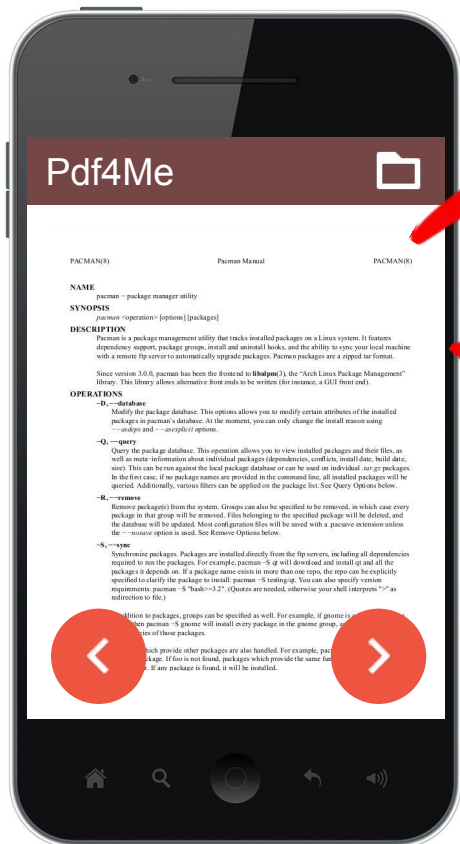 Pdf4Me
PACMAN(8) Pacman Manual PACMAN(8)
NAME
pacman − package manager utility
SYNOPSIS
pacman <operation> [options] [packages]
DESCRIPTION
Pacman is a package management utility that tracks installed packages on a Linux system. It features
dependency support, package groups, install and uninstall hooks, and the ability to sync your local machine
with a remote ftp server to automatically upgrade packages. Pacman packages are a zipped tar format.
Since version 3.0.0, pacman has been the frontend to libalpm(3), the “Arch Linux Package Management”
library. This library allows alternative front ends to be written (for instance, a GUI front end).
OPERATIONS
−D, −−database
Modify the package database. This options allows you to modify certain attributes of the installed
packages in pacman's database. At the moment, you can only change the install reason using
−−asdeps and −−asexplicit options.
−Q, −−query
Query the package database. This operation allows you to view installed packages and their files, as
well as meta−information about individual packages (dependencies, conflicts, install date, build date,
size). This can be run against the local package database or can be used on individual .tar.gz packages.
In the first case, if no package names are provided in the command line, all installed packages will be
queried. Additionally, various filters can be applied on the package list. See Query Options below.
−R, −−remove
Remove package(s) from the system. Groups can also be specified to be removed, in which case every
package in that group will be removed. Files belonging to the specified package will be deleted, and
the database will be updated. Most configuration files will be saved with a .pacsave extension unless
the −−nosave option is used. See Remove Options below.
−S, −−sync
Synchronize packages. Packages are installed directly from the ftp servers, including all dependencies
required to run the packages. For example, pacman −S qt will download and install qt and all the
packages it depends on. If a package name exists in more than one repo, the repo can be explicitly
specified to clarify the package to install: pacman −S testing/qt. You can also specify version
requirements: pacman −S "bash>=3.2". (Quotes are needed, otherwise your shell interprets ">" as
redirection to file.)
addition to packages, groups can be specified as well. For example, if gnome is
then pacman −S gnome will install every package in the gnome group,
of those packages.
which provide other packages are also handled. For example,
If foo is not found, packages which provide the same
If any package is found, it will be installed.